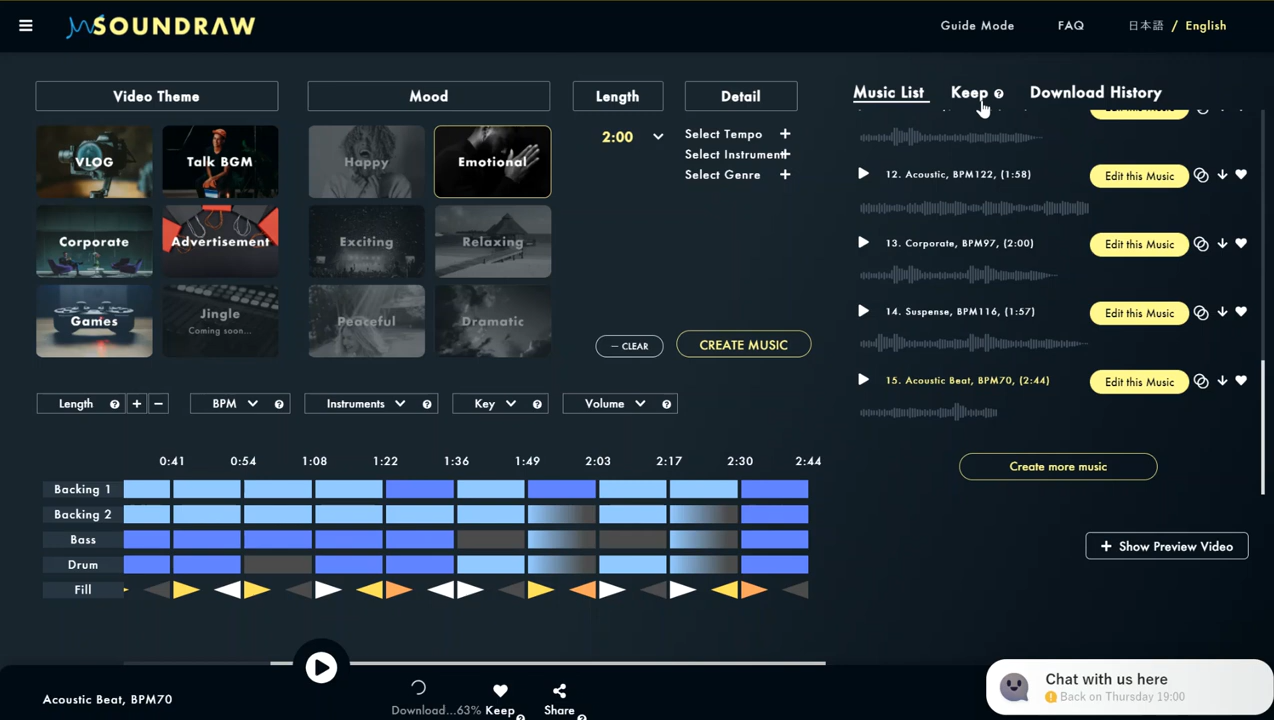 SOUNDRAW
Guide Mode
FAQ
日本語 / English
Video Theme
Mood
Length
Detail
VLOG
Talk BGM
Corporate
Advertisement
Games
Jingle
Coming soon...
Happy
Emotional
Exciting
Relaxing
Peaceful
Dramatic
2:00
Select Tempo +
Select Instrument+
Select Genre +
— CLEAR
CREATE MUSIC
Music List
Keep ?
Download History
12. Acoustic, BPM122, (1:58)
Edit this Music
13. Corporate, BPM97, (2:00)
Edit this Music
14. Suspense, BPM116, (1:57)
Edit this Music
15. Acoustic Beat, BPM70, (2:44)
Edit this Music
Create more music
+ Show Preview Video
Length ? + −
BPM ?
Instruments ?
Key ?
Volume ?
0:41 0:54 1:08 1:22 1:36 1:49 2:03 2:17 2:30 2:44
Backing 1
Backing 2
Bass
Drum
Fill
Acoustic Beat, BPM70
Download...63%
Keep ?
Share ?
Chat with us here
Back on Thursday 19:00